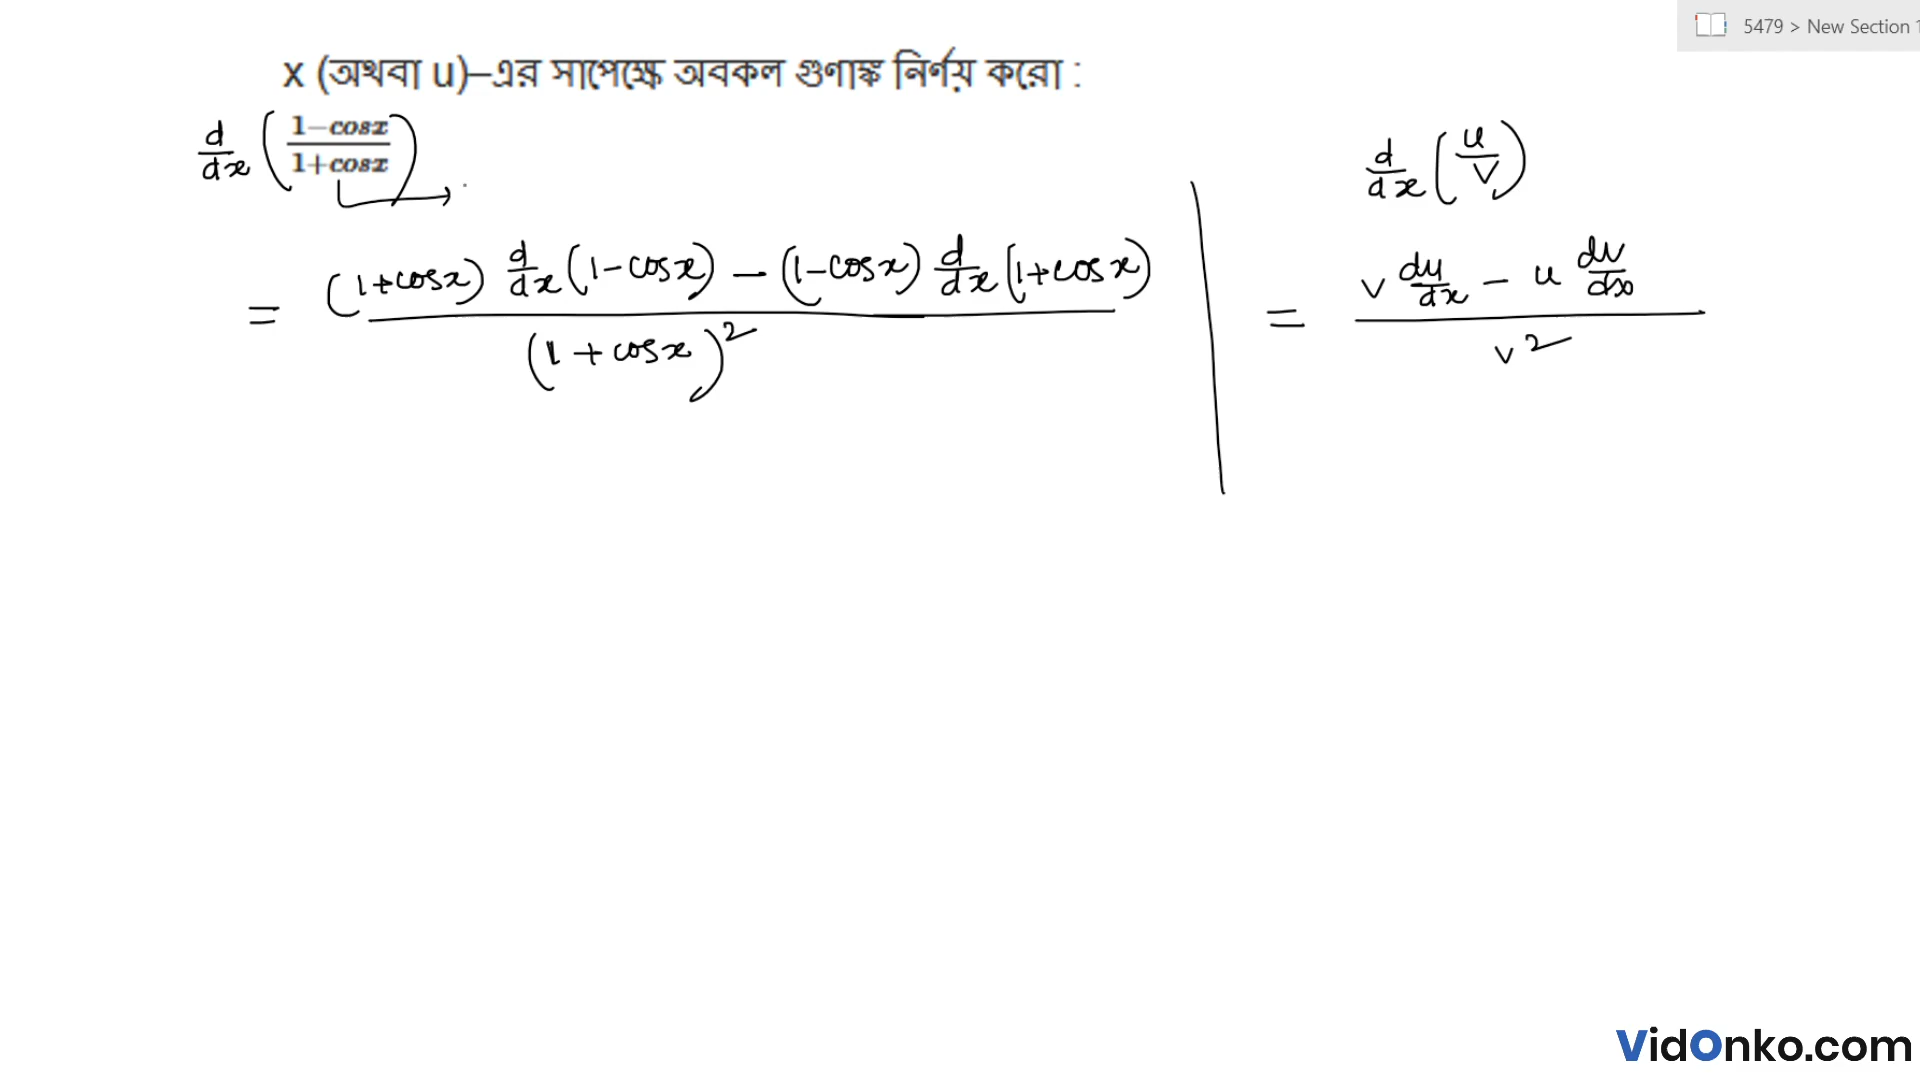 5479 > New Section 1
x (অথবা u)–এর সাপেক্ষে অবকল গুণাঙ্ক নির্ণয় করো :
d/dx ( 1−cosx / 1+cosx )
= (1+cosx) d/dx (1-cosx) - (1-cosx) d/dx (1+cosx) / (1+cosx)²
d/dx ( u/v )
= v du/dx - u dv/dx / v²
VidOnko.com